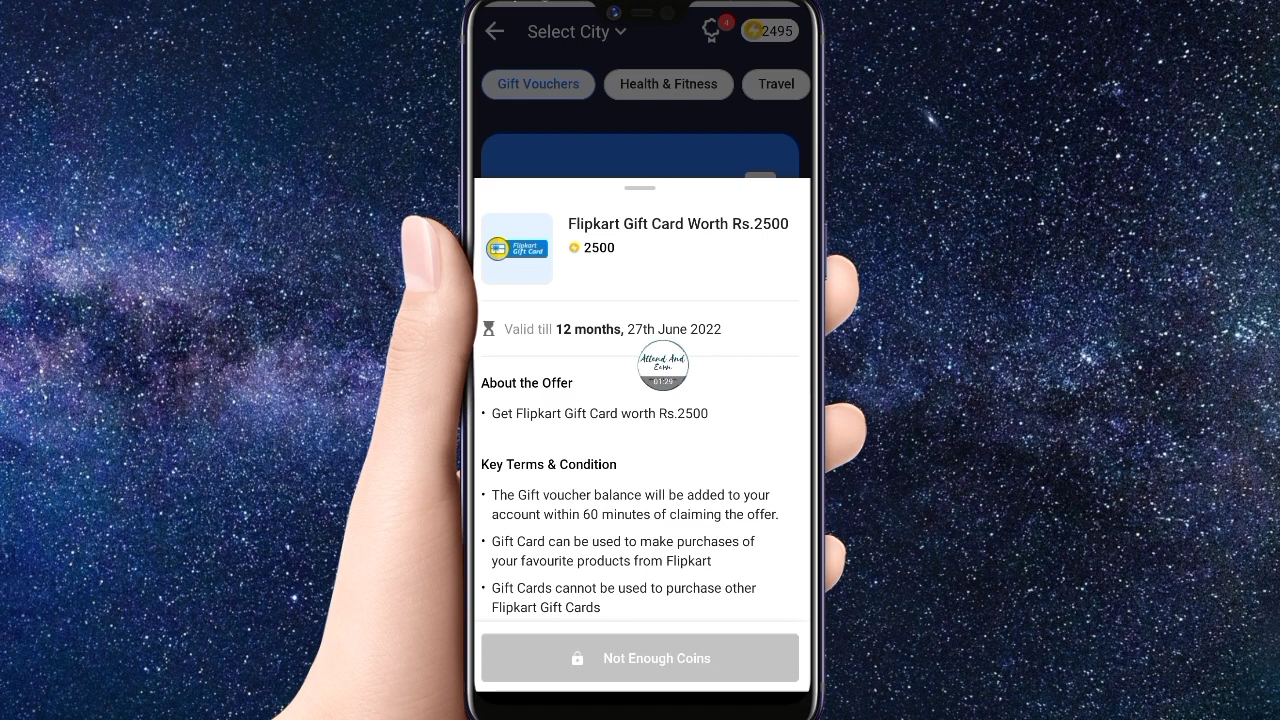 Select City
4
2495
Gift Vouchers
Health & Fitness
Travel
Flipkart Gift Card Worth Rs.2500
2500
Flipkart
Gift Card
Valid till 12 months, 27th June 2022
Attend And
Earn
01:29
About the Offer
• Get Flipkart Gift Card worth Rs.2500
Key Terms & Condition
• The Gift voucher balance will be added to your
account within 60 minutes of claiming the offer.
• Gift Card can be used to make purchases of
your favourite products from Flipkart
• Gift Cards cannot be used to purchase other
Flipkart Gift Cards
Not Enough Coins